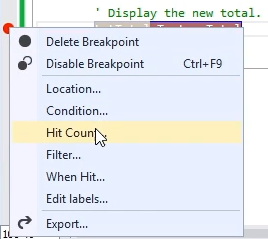 ' Display the new total.
Delete Breakpoint
Disable Breakpoint Ctrl+F9
Location...
Condition...
Hit Coun
Filter...
When Hit...
Edit labels...
Export...